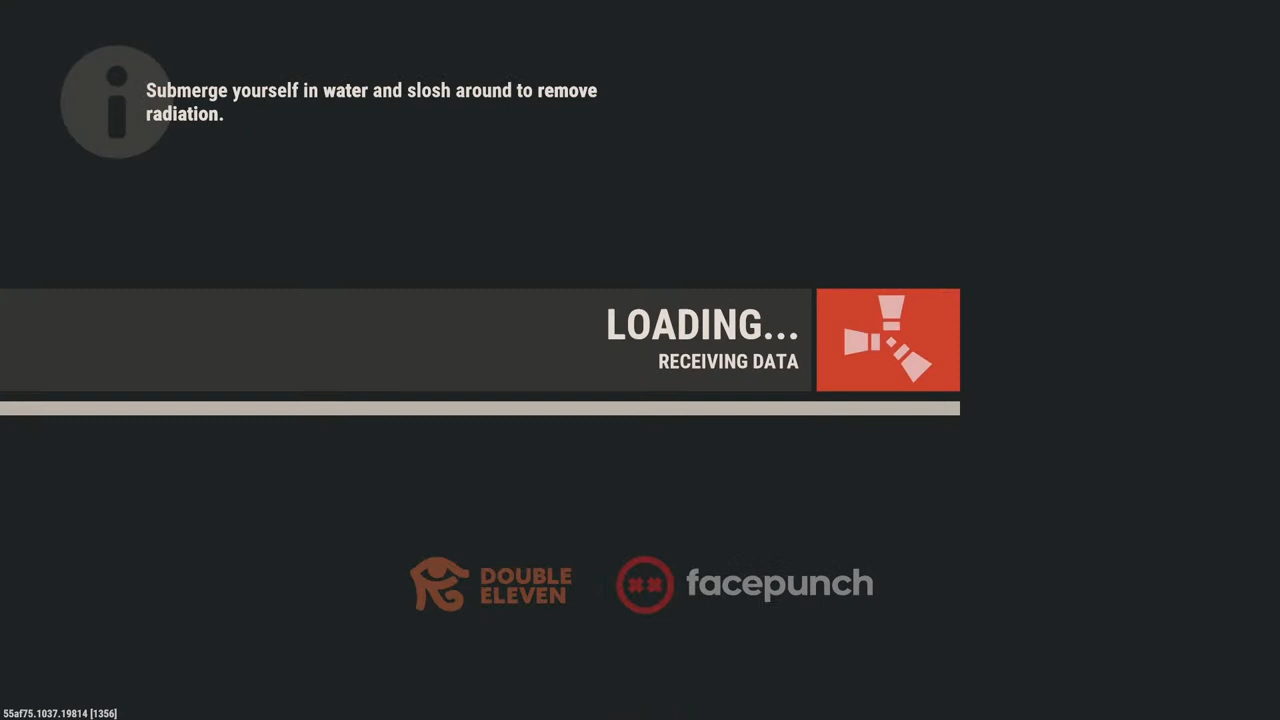 Submerge yourself in water and slosh around to remove
radiation.
LOADING...
RECEIVING DATA
DOUBLE
ELEVEN
facepunch
55af75.1037.19814 [1356]